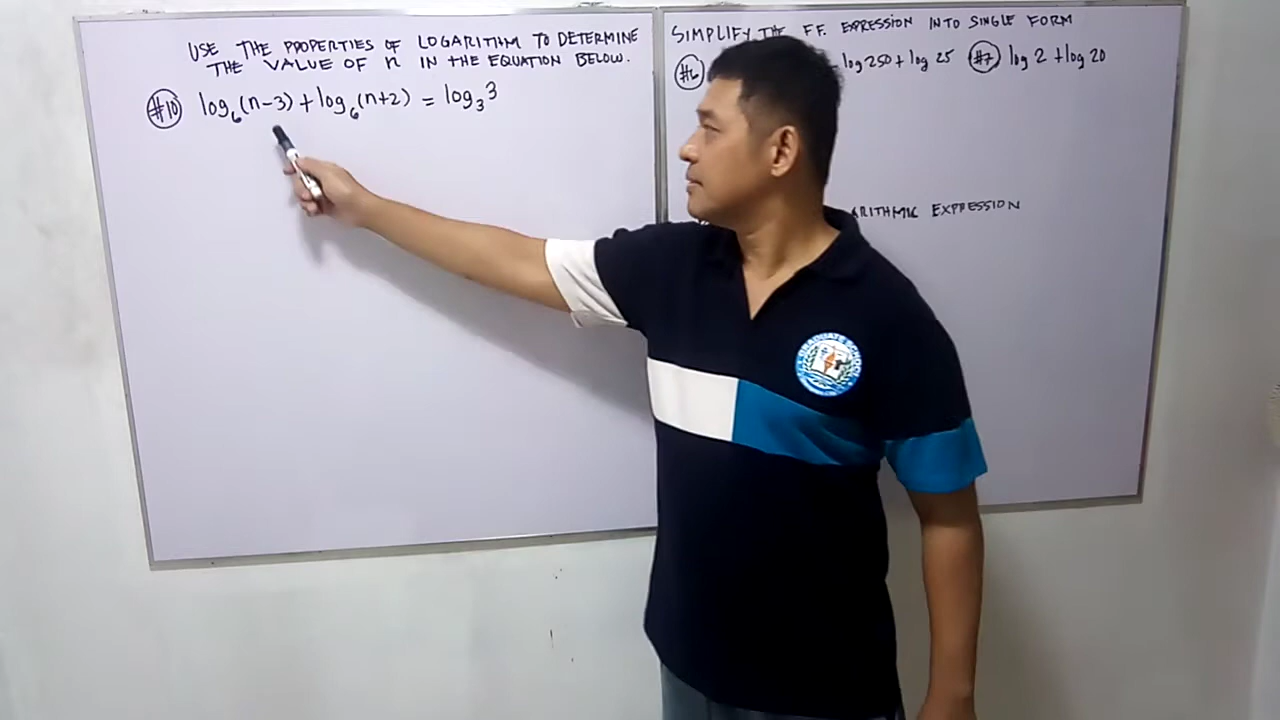 USE THE PROPERTIES OF LOGARITHM TO DETERMINE
THE VALUE OF n IN THE EQUATION BELOW.
#10 log₆(n-3) + log₆(n+2) = log₃3
SIMPLIFY THE FF. EXPRESSION INTO SINGLE FORM
#6 - log 250 + log 25 #7 log 2 + log 20
ARITHMIC EXPRESSION
GRADUATE SCHOOL